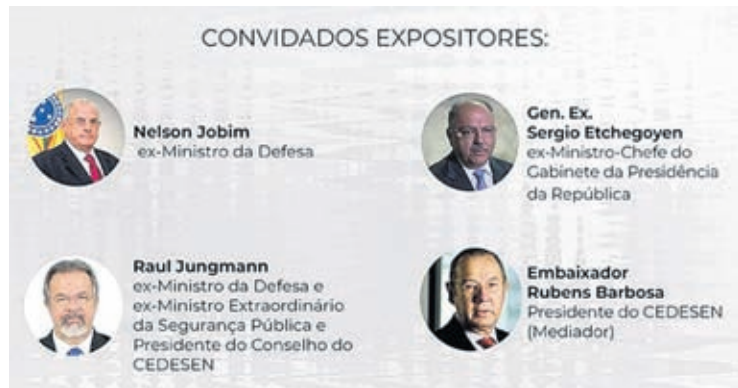 CONVIDADOS EXPOSITORES:
Nelson Jobim
ex-Ministro da Defesa
Gen. Ex.
Sergio Etchegoyen
ex-Ministro-Chefe do
Gabinete da Presidência
da República
Raul Jungmann
ex-Ministro da Defesa e
ex-Ministro Extraordinário
da Segurança Pública e
Presidente do Conselho do
CEDESEN
Embaixador
Rubens Barbosa
Presidente do CEDESEN
(Mediador)